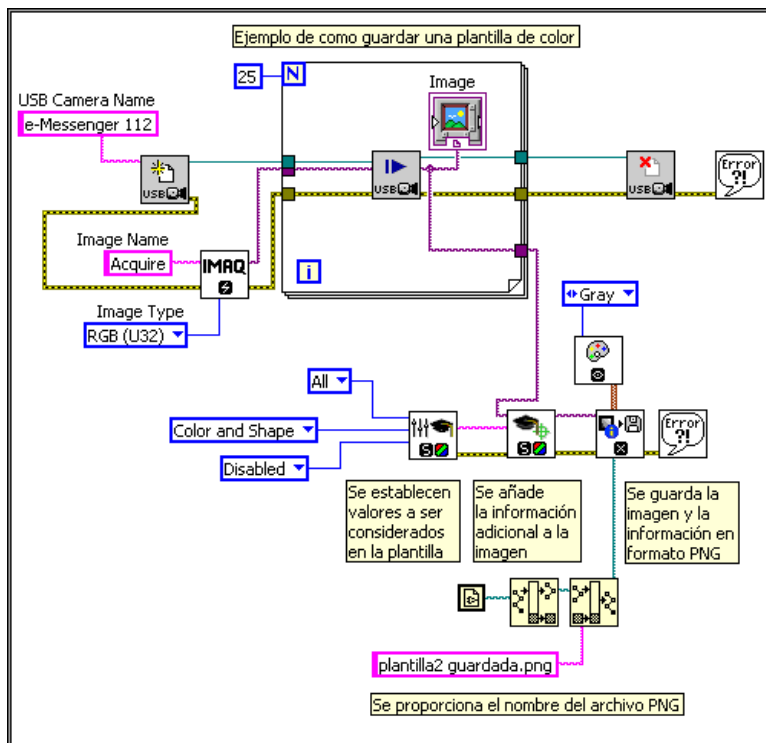 Ejemplo de como guardar una plantilla de color
25
N
Image
USB Camera Name
e-Messenger 112
USB
USB
USB
Error
?!
Image Name
Acquire
IMAQ
i
Image Type
RGB (U32)
Gray
All
Color and Shape
Disabled
S
S
i
Error
?!
Se establecen
valores a ser
considerados
en la plantilla
Se añade
la información
adicional a la
imagen
Se guarda la
imagen y la
información en
formato PNG
plantilla2 guardada.png
Se proporciona el nombre del archivo PNG